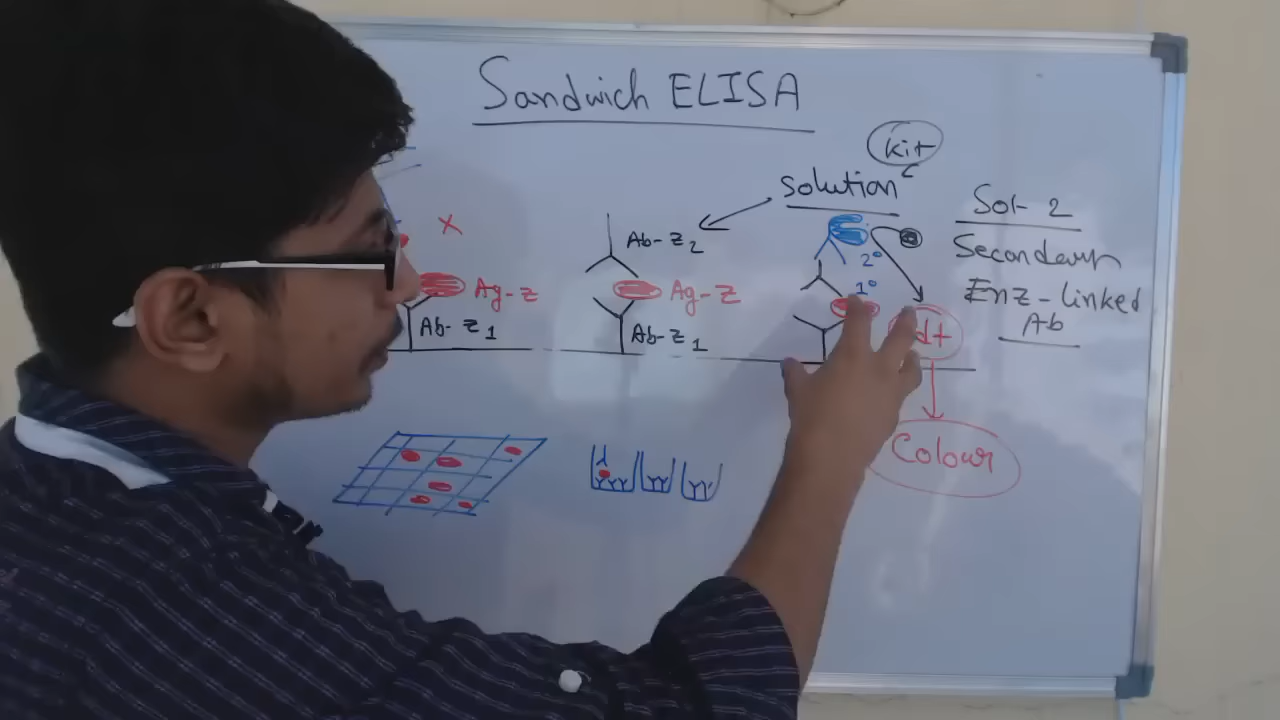 Sandwich ELISA
kit
solution
X
Ag-Z
Ab-Z1
Ab-Z2
Ag-Z
Ab-Z1
2°
1°
Colour
Sol-2
Enz-linked
Ab